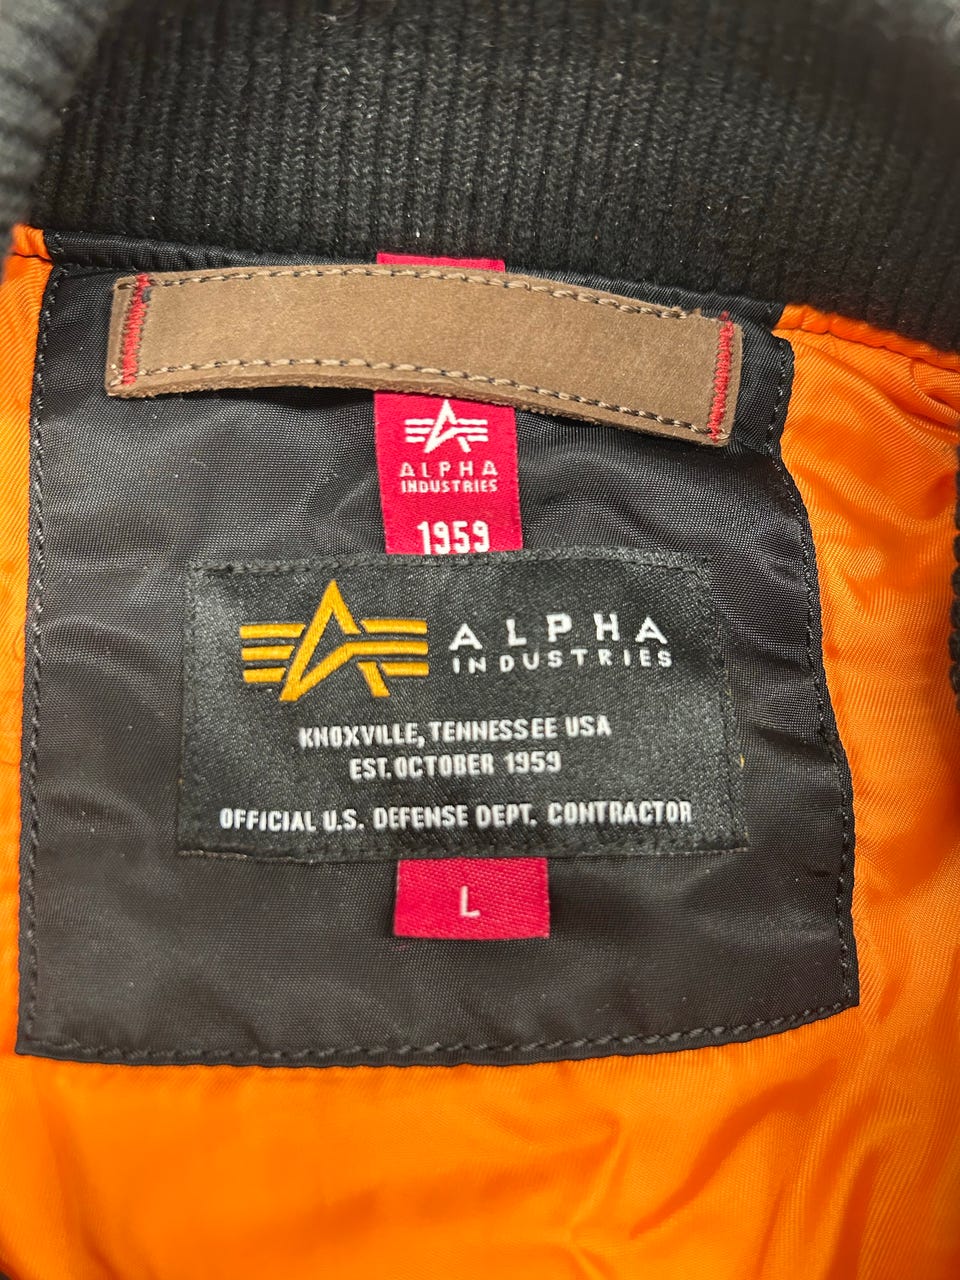 ALPHA
INDUSTRIES
1959
ALPHA
INDUSTRIES
KNOXVILLE, TENNESSEE USA
EST. OCTOBER 1959
OFFICIAL U.S. DEFENSE DEPT. CONTRACTOR
L